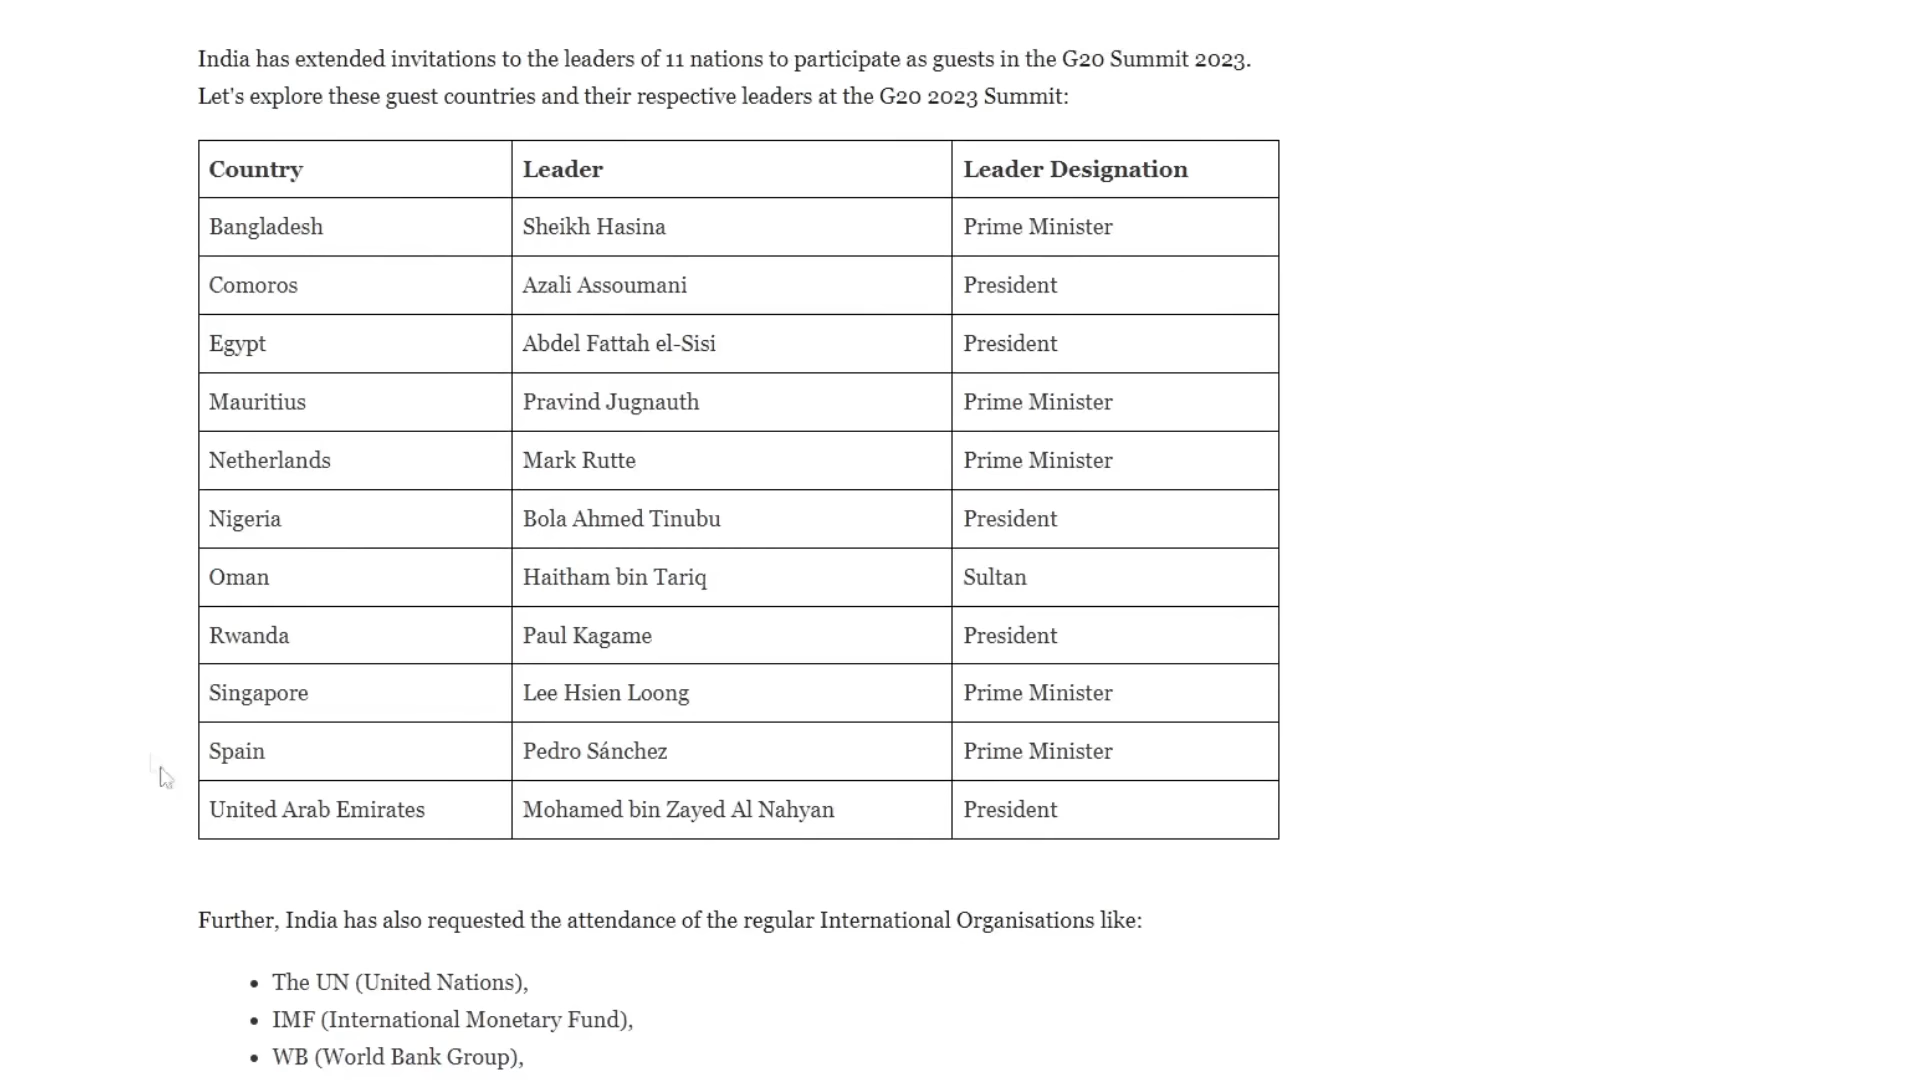 India has extended invitations to the leaders of 11 nations to participate as guests in the G20 Summit 2023.
Let's explore these guest countries and their respective leaders at the G20 2023 Summit:
Country Leader Leader Designation
Bangladesh Sheikh Hasina Prime Minister
Comoros Azali Assoumani President
Egypt Abdel Fattah el-Sisi President
Mauritius Pravind Jugnauth Prime Minister
Netherlands Mark Rutte Prime Minister
Nigeria Bola Ahmed Tinubu President
Oman Haitham bin Tariq Sultan
Rwanda Paul Kagame President
Singapore Lee Hsien Loong Prime Minister
Spain Pedro Sánchez Prime Minister
United Arab Emirates Mohamed bin Zayed Al Nahyan President
Further, India has also requested the attendance of the regular International Organisations like:
• The UN (United Nations),
• IMF (International Monetary Fund),
• WB (World Bank Group),